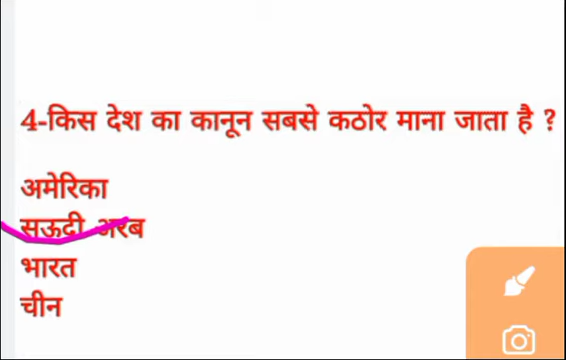 4-किस देश का कानून सबसे कठोर माना जाता है ?
अमेरिका
सऊदी अरब
भारत
चीन